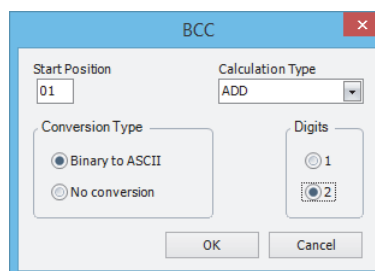 BCC
Start Position
Calculation Type
01
ADD
Conversion Type
Digits
Binary to ASCII
1
No conversion
2
OK
Cancel